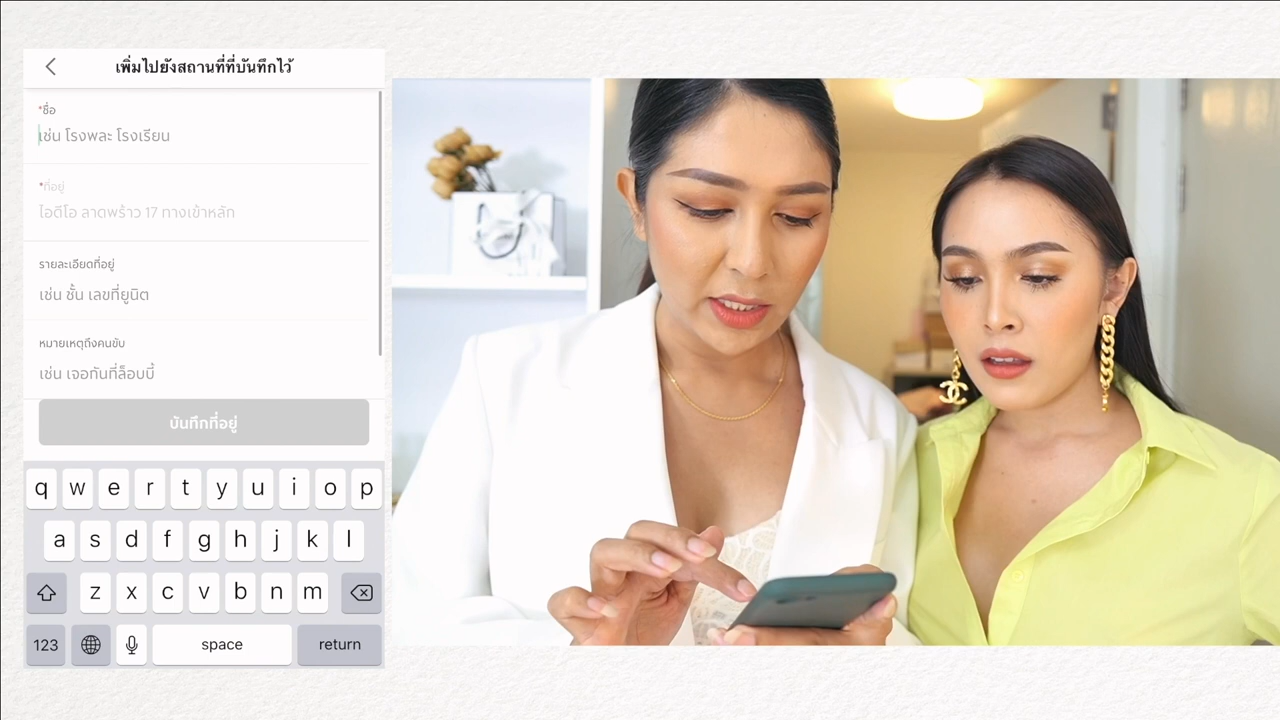 เพิ่มไปยังสถานที่ที่บันทึกไว้
*ชื่อ
เช่น โรงพละ โรงเรียน
*ที่อยู่
ไอดีโอ ลาดพร้าว 17 ทางเข้าหลัก
รายละเอียดที่อยู่
เช่น ชั้น เลขที่ยูนิต
หมายเหตุถึงคนขับ
เช่น เจอกันที่ล็อบบี้
บันทึกที่อยู่
q w e r t y u i o p
a s d f g h j k l
z x c v b n m
123 space return